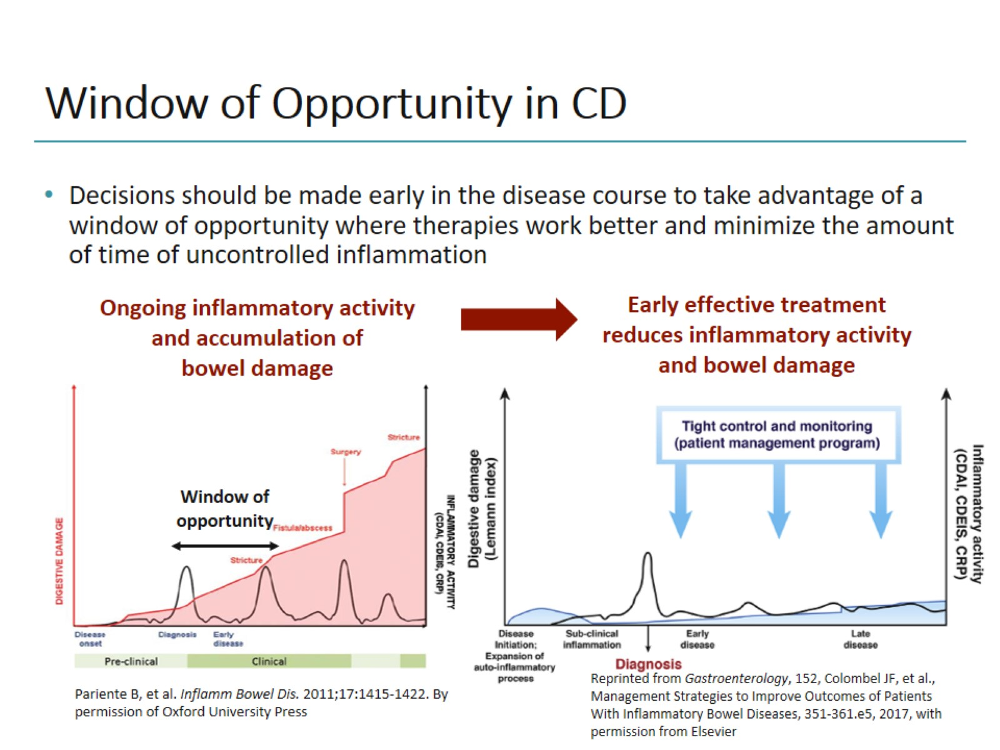 Window of Opportunity in CD
• Decisions should be made early in the disease course to take advantage of a
window of opportunity where therapies work better and minimize the amount
of time of uncontrolled inflammation
Ongoing inflammatory activity
and accumulation of
bowel damage
Early effective treatment
reduces inflammatory activity
and bowel damage
DIGESTIVE DAMAGE
Window of
opportunity
Stricture
Fistula/abscess
Surgery
Stricture
INFLAMMATORY ACTIVITY
(CDAI, CDEIS, CRP)
Disease
onset
Diagnosis
Early
disease
Pre-clinical
Clinical
Pariente B, et al. Inflamm Bowel Dis. 2011;17:1415-1422. By
permission of Oxford University Press
Digestive damage
(Lemann index)
Tight control and monitoring
(patient management program)
Inflammatory activity
(CDAI, CDEIS, CRP)
Disease
Initiation;
Expansion of
auto-inflammatory
process
Sub-clinical
inflammation
Diagnosis
Early
disease
Late
disease
Reprinted from Gastroenterology, 152, Colombel JF, et al.,
Management Strategies to Improve Outcomes of Patients
With Inflammatory Bowel Diseases, 351-361.e5, 2017, with
permission from Elsevier